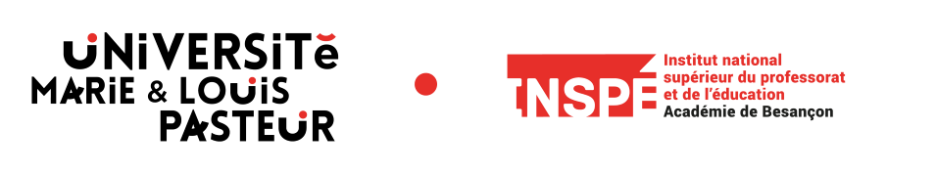 UNiVERSiTé
MARiE & LOUiS
PASTEUR
INSPÉ
Institut national
supérieur du professorat
et de l'éducation
Académie de Besançon